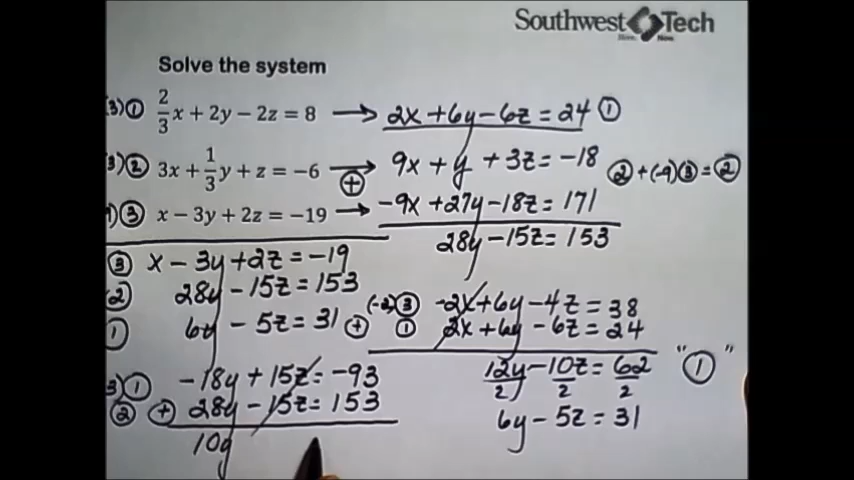 Southwest Tech
Solve the system
3)① 2/3 x + 2y − 2z = 8 → 2x + 6y − 6z = 24 ①
3)② 3x + 1/3 y + z = −6 → 9x + y + 3z = −18
② + (−9)③ = ②
)③ x − 3y + 2z = −19 → −9x + 27y − 18z = 171
⊕
28y − 15z = 153
③ x − 3y + 2z = −19
② 28y − 15z = 153
① 6y − 5z = 31
(−2)③ −2x + 6y − 4z = 38
⊕ ① 2x + 6y − 6z = 24
12y/2 − 10z/2 = 62/2 "①"
6y − 5z = 31
3)① −18y + 15z = −93
② ⊕ 28y − 15z = 153
10y